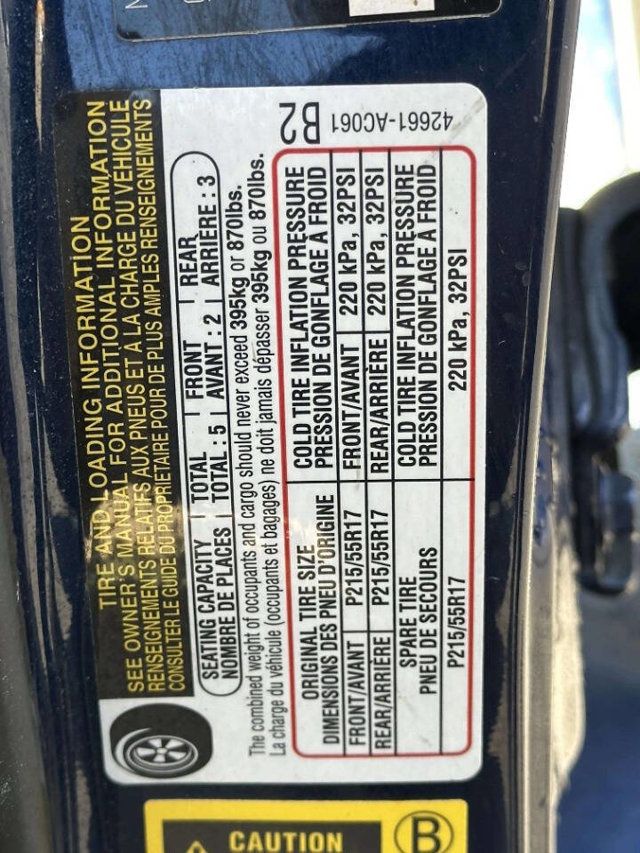 TIRE AND LOADING INFORMATION
SEE OWNER'S MANUAL FOR ADDITIONAL INFORMATION
RENSEIGNEMENTS RELATIFS AUX PNEUS ET À LA CHARGE DU VÉHICULE
CONSULTER LE GUIDE DU PROPRIÉTAIRE POUR DE PLUS AMPLES RENSEIGNEMENTS
SEATING CAPACITY TOTAL FRONT REAR
NOMBRE DE PLACES TOTAL : 5 AVANT : 2 ARRIÈRE : 3
The combined weight of occupants and cargo should never exceed 395kg or 870lbs.
La charge du véhicule (occupants et bagages) ne doit jamais dépasser 395kg ou 870lbs.
ORIGINAL TIRE SIZE COLD TIRE INFLATION PRESSURE
DIMENSIONS DES PNEU D'ORIGINE PRESSION DE GONFLAGE À FROID
FRONT/AVANT P215/55R17 FRONT/AVANT 220 kPa, 32PSI
REAR/ARRIÈRE P215/55R17 REAR/ARRIÈRE 220 kPa, 32PSI
SPARE TIRE COLD TIRE INFLATION PRESSURE
PNEU DE SECOURS PRESSION DE GONFLAGE À FROID
P215/55R17 220 kPa, 32PSI
B2
42661-AC061
CAUTION
B